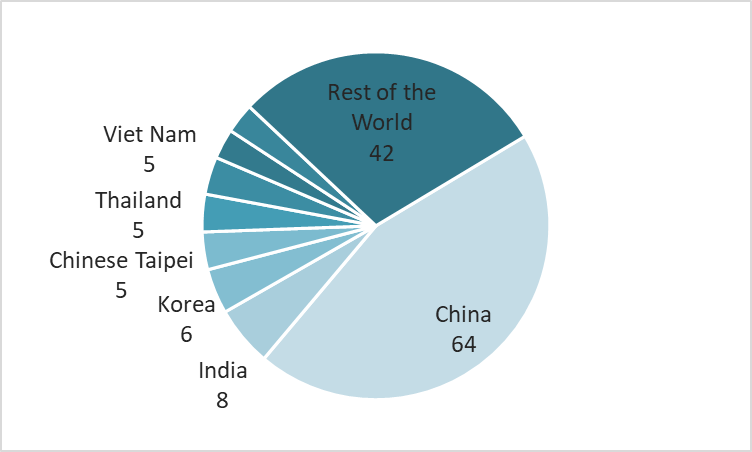 Rest of the
World
42
Viet Nam
5
Thailand
5
Chinese Taipei
5
Korea
6
India
8
China
64